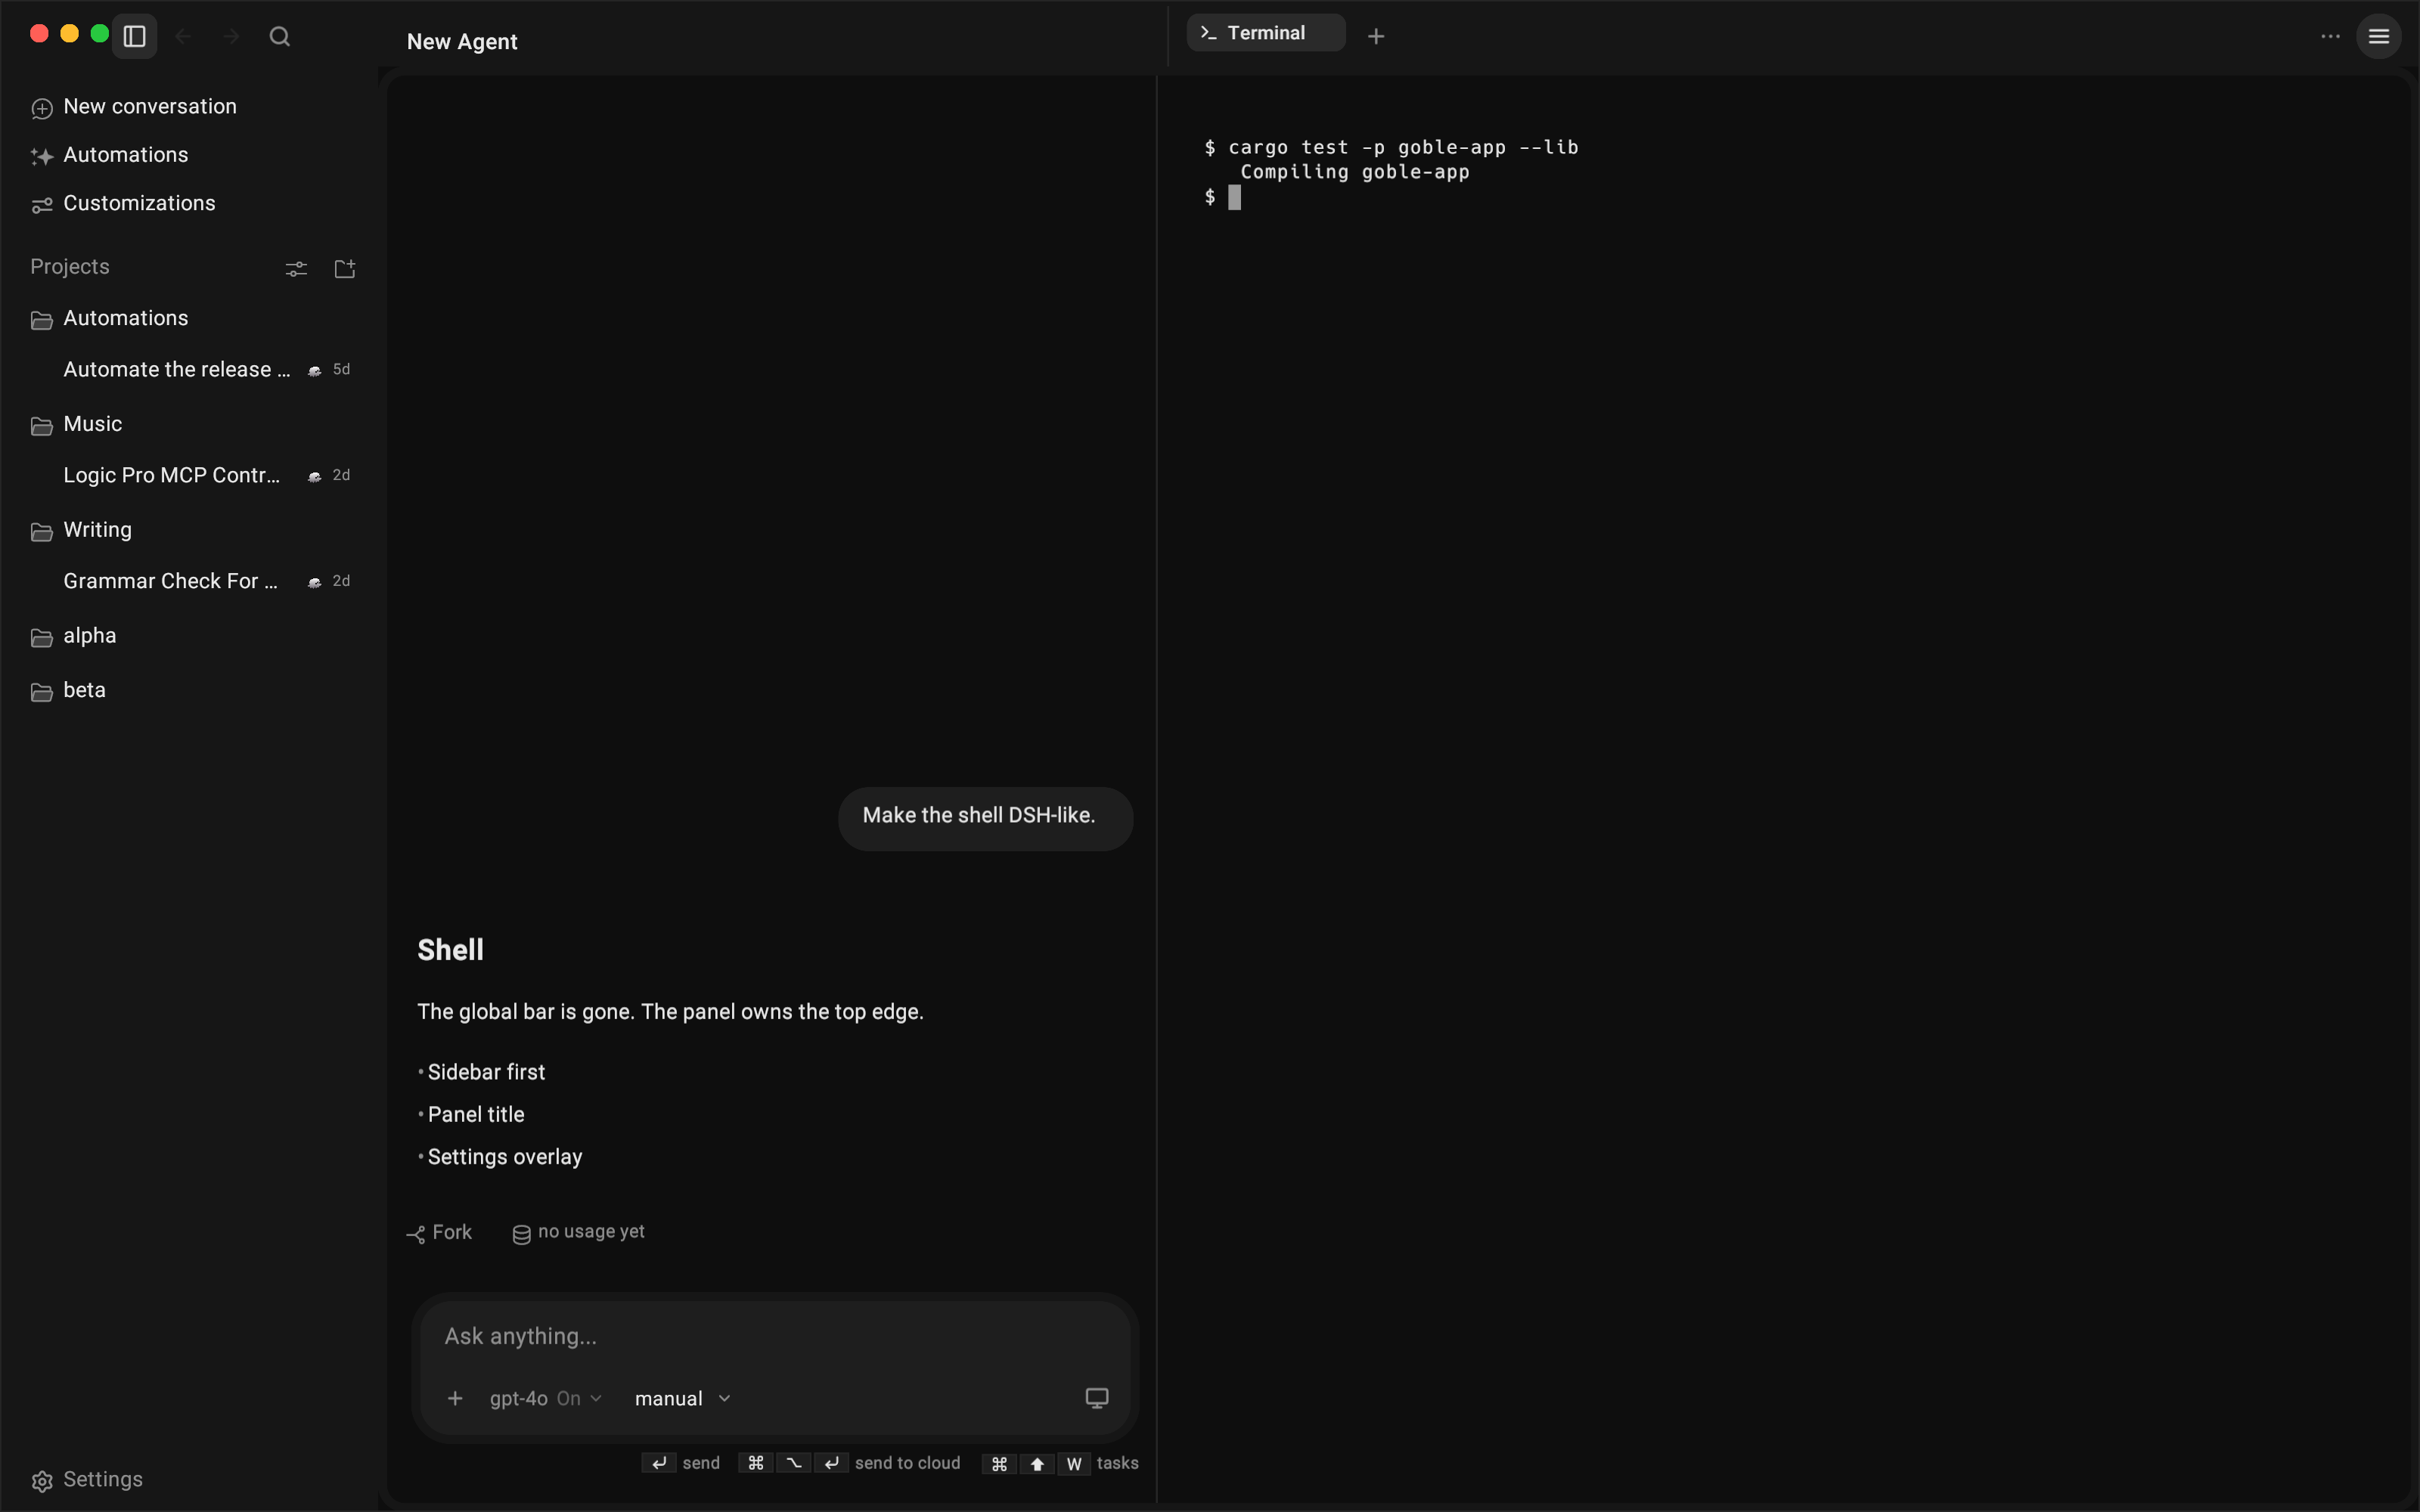 New Agent
Terminal
New conversation
Automations
Customizations
Projects
Automations
Automate the release ... 5d
Music
Logic Pro MCP Contr... 2d
Writing
Grammar Check For ... 2d
alpha
beta
Settings
Make the shell DSH-like.
Shell
The global bar is gone. The panel owns the top edge.
• Sidebar first
• Panel title
• Settings overlay
Fork no usage yet
Ask anything...
+ gpt-4o On manual
↵ send ⌘ ⌥ ↵ send to cloud ⌘ ⬆ W tasks
$ cargo test -p goble-app --lib
Compiling goble-app
$